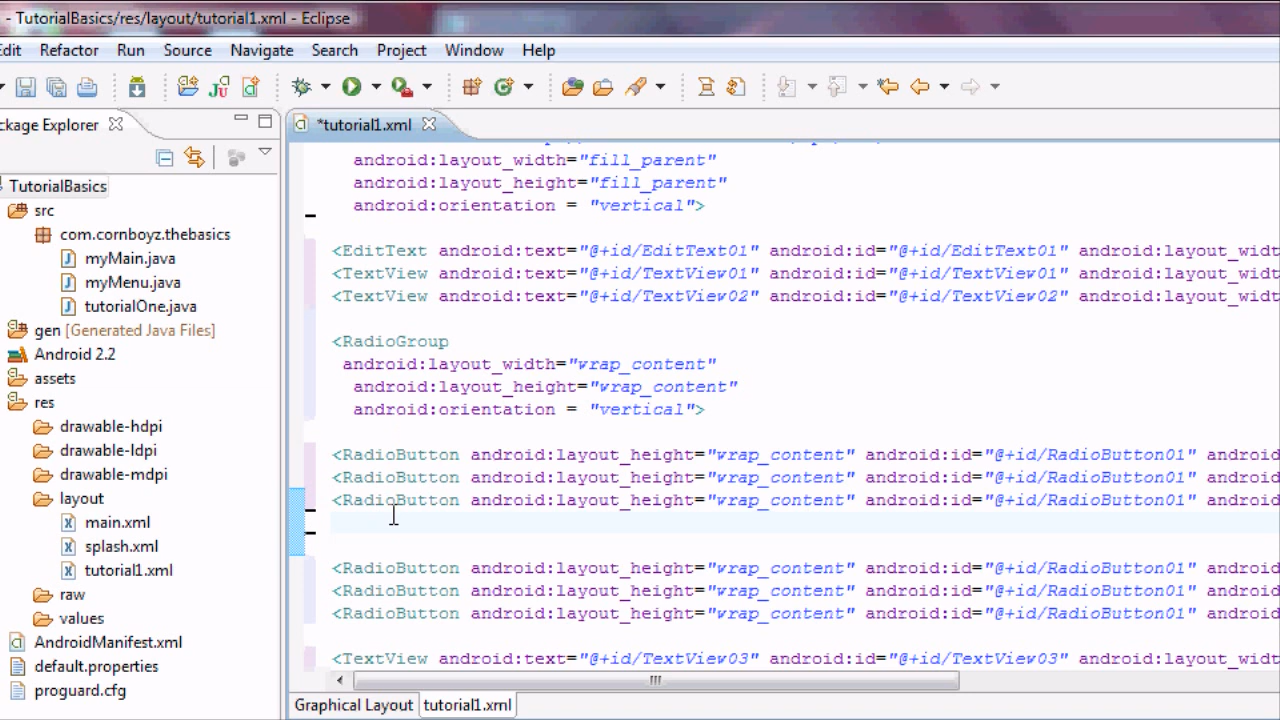 - TutorialBasics/res/layout/tutorial1.xml - Eclipse
Edit Refactor Run Source Navigate Search Project Window Help
ckage Explorer
*tutorial1.xml
TutorialBasics
src
com.cornboyz.thebasics
myMain.java
myMenu.java
tutorialOne.java
gen [Generated Java Files]
Android 2.2
assets
res
drawable-hdpi
drawable-ldpi
drawable-mdpi
layout
main.xml
splash.xml
tutorial1.xml
raw
values
AndroidManifest.xml
default.properties
proguard.cfg
android:layout_width="fill_parent"
android:layout_height="fill_parent"
android:orientation = "vertical">
<EditText android:text="@+id/EditText01" android:id="@+id/EditText01" android:layout_widt
<TextView android:text="@+id/TextView01" android:id="@+id/TextView01" android:layout_widt
<TextView android:text="@+id/TextView02" android:id="@+id/TextView02" android:layout_widt
<RadioGroup
android:layout_width="wrap_content"
android:layout_height="wrap_content"
android:orientation = "vertical">
<RadioButton android:layout_height="wrap_content" android:id="@+id/RadioButton01" android
<RadioButton android:layout_height="wrap_content" android:id="@+id/RadioButton01" android
<RadioButton android:layout_height="wrap_content" android:id="@+id/RadioButton01" android
<RadioButton android:layout_height="wrap_content" android:id="@+id/RadioButton01" android
<RadioButton android:layout_height="wrap_content" android:id="@+id/RadioButton01" android
<RadioButton android:layout_height="wrap_content" android:id="@+id/RadioButton01" android
<TextView android:text="@+id/TextView03" android:id="@+id/TextView03" android:layout_widt
Graphical Layout tutorial1.xml